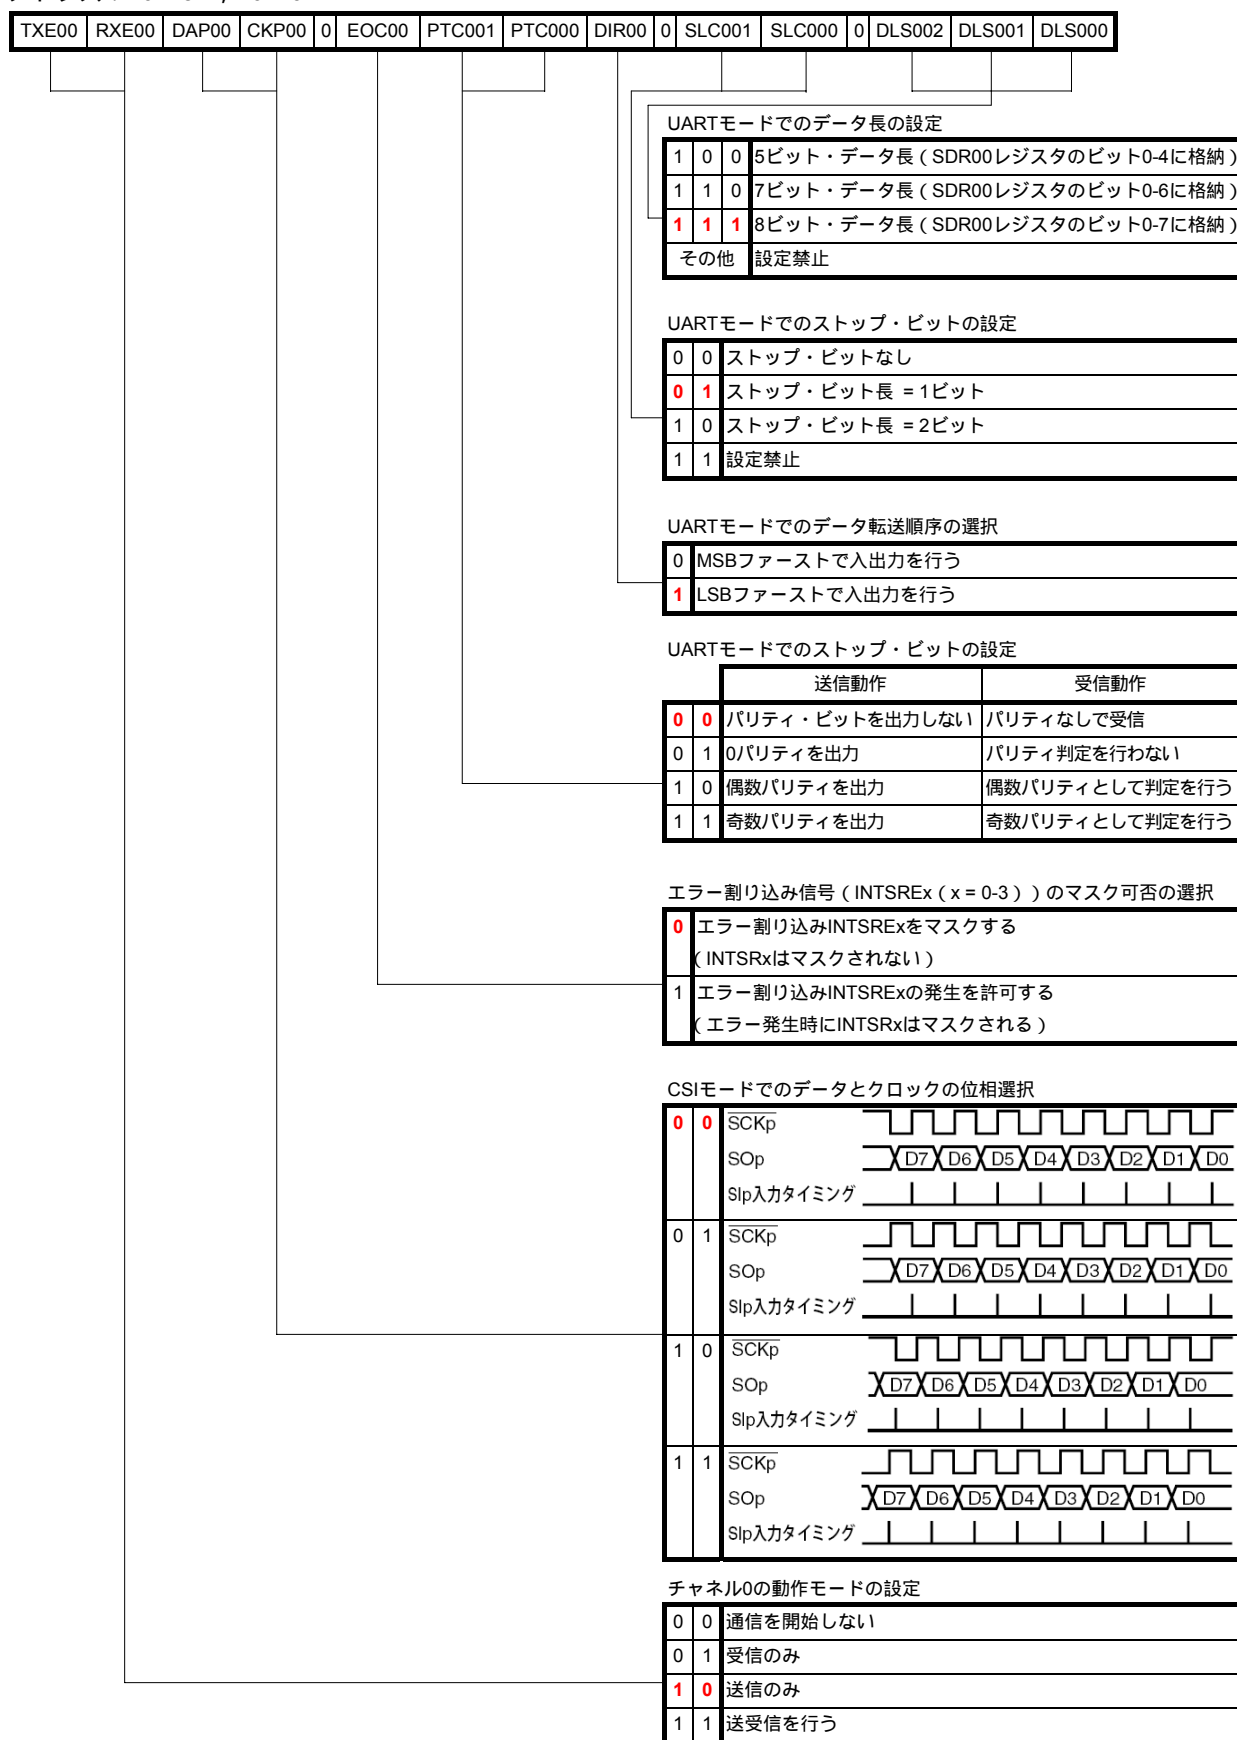 TXE00 RXE00 DAP00 CKP00 0 EOC00 PTC001 PTC000 DIR00 0 SLC001 SLC000 0 DLS002 DLS001 DLS000
UARTモードでのデータ長の設定
1 0 0 5ビット・データ長（SDR00レジスタのビット0-4に格納）
1 1 0 7ビット・データ長（SDR00レジスタのビット0-6に格納）
1 1 1 8ビット・データ長（SDR00レジスタのビット0-7に格納）
その他 設定禁止
UARTモードでのストップ・ビットの設定
0 0 ストップ・ビットなし
0 1 ストップ・ビット長 = 1ビット
1 0 ストップ・ビット長 = 2ビット
1 1 設定禁止
UARTモードでのデータ転送順序の選択
0 MSBファーストで入出力を行う
1 LSBファーストで入出力を行う
UARTモードでのストップ・ビットの設定
送信動作 受信動作
0 0 パリティ・ビットを出力しない パリティなしで受信
0 1 0パリティを出力 パリティ判定を行わない
1 0 偶数パリティを出力 偶数パリティとして判定を行う
1 1 奇数パリティを出力 奇数パリティとして判定を行う
エラー割り込み信号（INTSREx（x = 0-3））のマスク可否の選択
0 エラー割り込みINTSRExをマスクする
（INTSRxはマスクされない）
1 エラー割り込みINTSRExの発生を許可する
（エラー発生時にINTSRxはマスクされる）
CSIモードでのデータとクロックの位相選択
0 0 SCKp
SOp D7 D6 D5 D4 D3 D2 D1 D0
SIp入力タイミング
0 1 SCKp
SOp D7 D6 D5 D4 D3 D2 D1 D0
SIp入力タイミング
1 0 SCKp
SOp D7 D6 D5 D4 D3 D2 D1 D0
SIp入力タイミング
1 1 SCKp
SOp D7 D6 D5 D4 D3 D2 D1 D0
SIp入力タイミング
チャネル0の動作モードの設定
0 0 通信を開始しない
0 1 受信のみ
1 0 送信のみ
1 1 送受信を行う